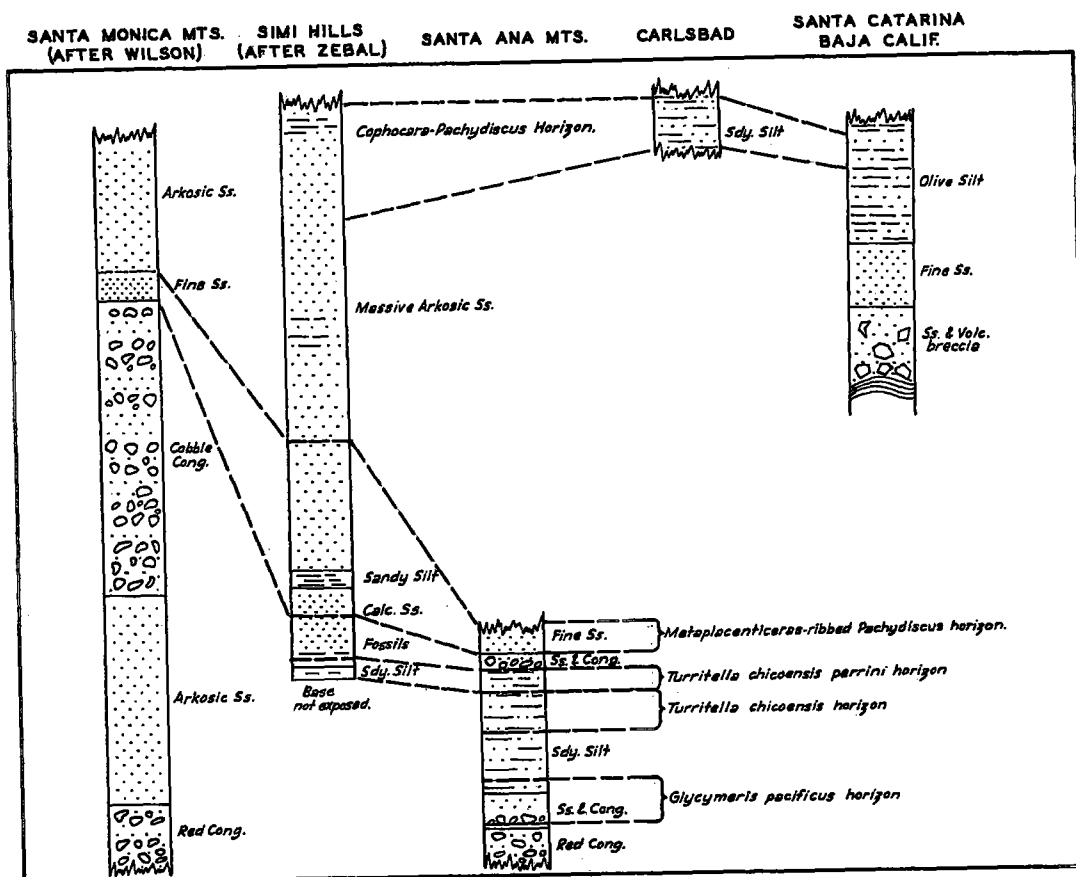 SANTA MONICA MTS.
(AFTER WILSON)
SIMI HILLS
(AFTER ZEBAL)
SANTA ANA MTS.
CARLSBAD
SANTA CATARINA
BAJA CALIF.
Arkosic Ss.
Fine Ss.
Cobble
Cong.
Arkosic Ss.
Red Cong.
Cophocara-Pachydiscus Horizon.
Massive Arkosic Ss.
Sandy Silt
Calc. Ss.
Fossils
Sdy. Silt
Base
not exposed.
Fine Ss.
Ss. & Cong.
Sdy. Silt
Ss. & Cong.
Red Cong.
Metaplacenticeras-ribbed Pachydiscus horizon.
Turritella chicoensis perrini horizon
Turritella chicoensis horizon
Glycymeris pacificus horizon
Sdy. Silt
Olive Silt
Fine Ss.
Ss. & Volc.
breccia